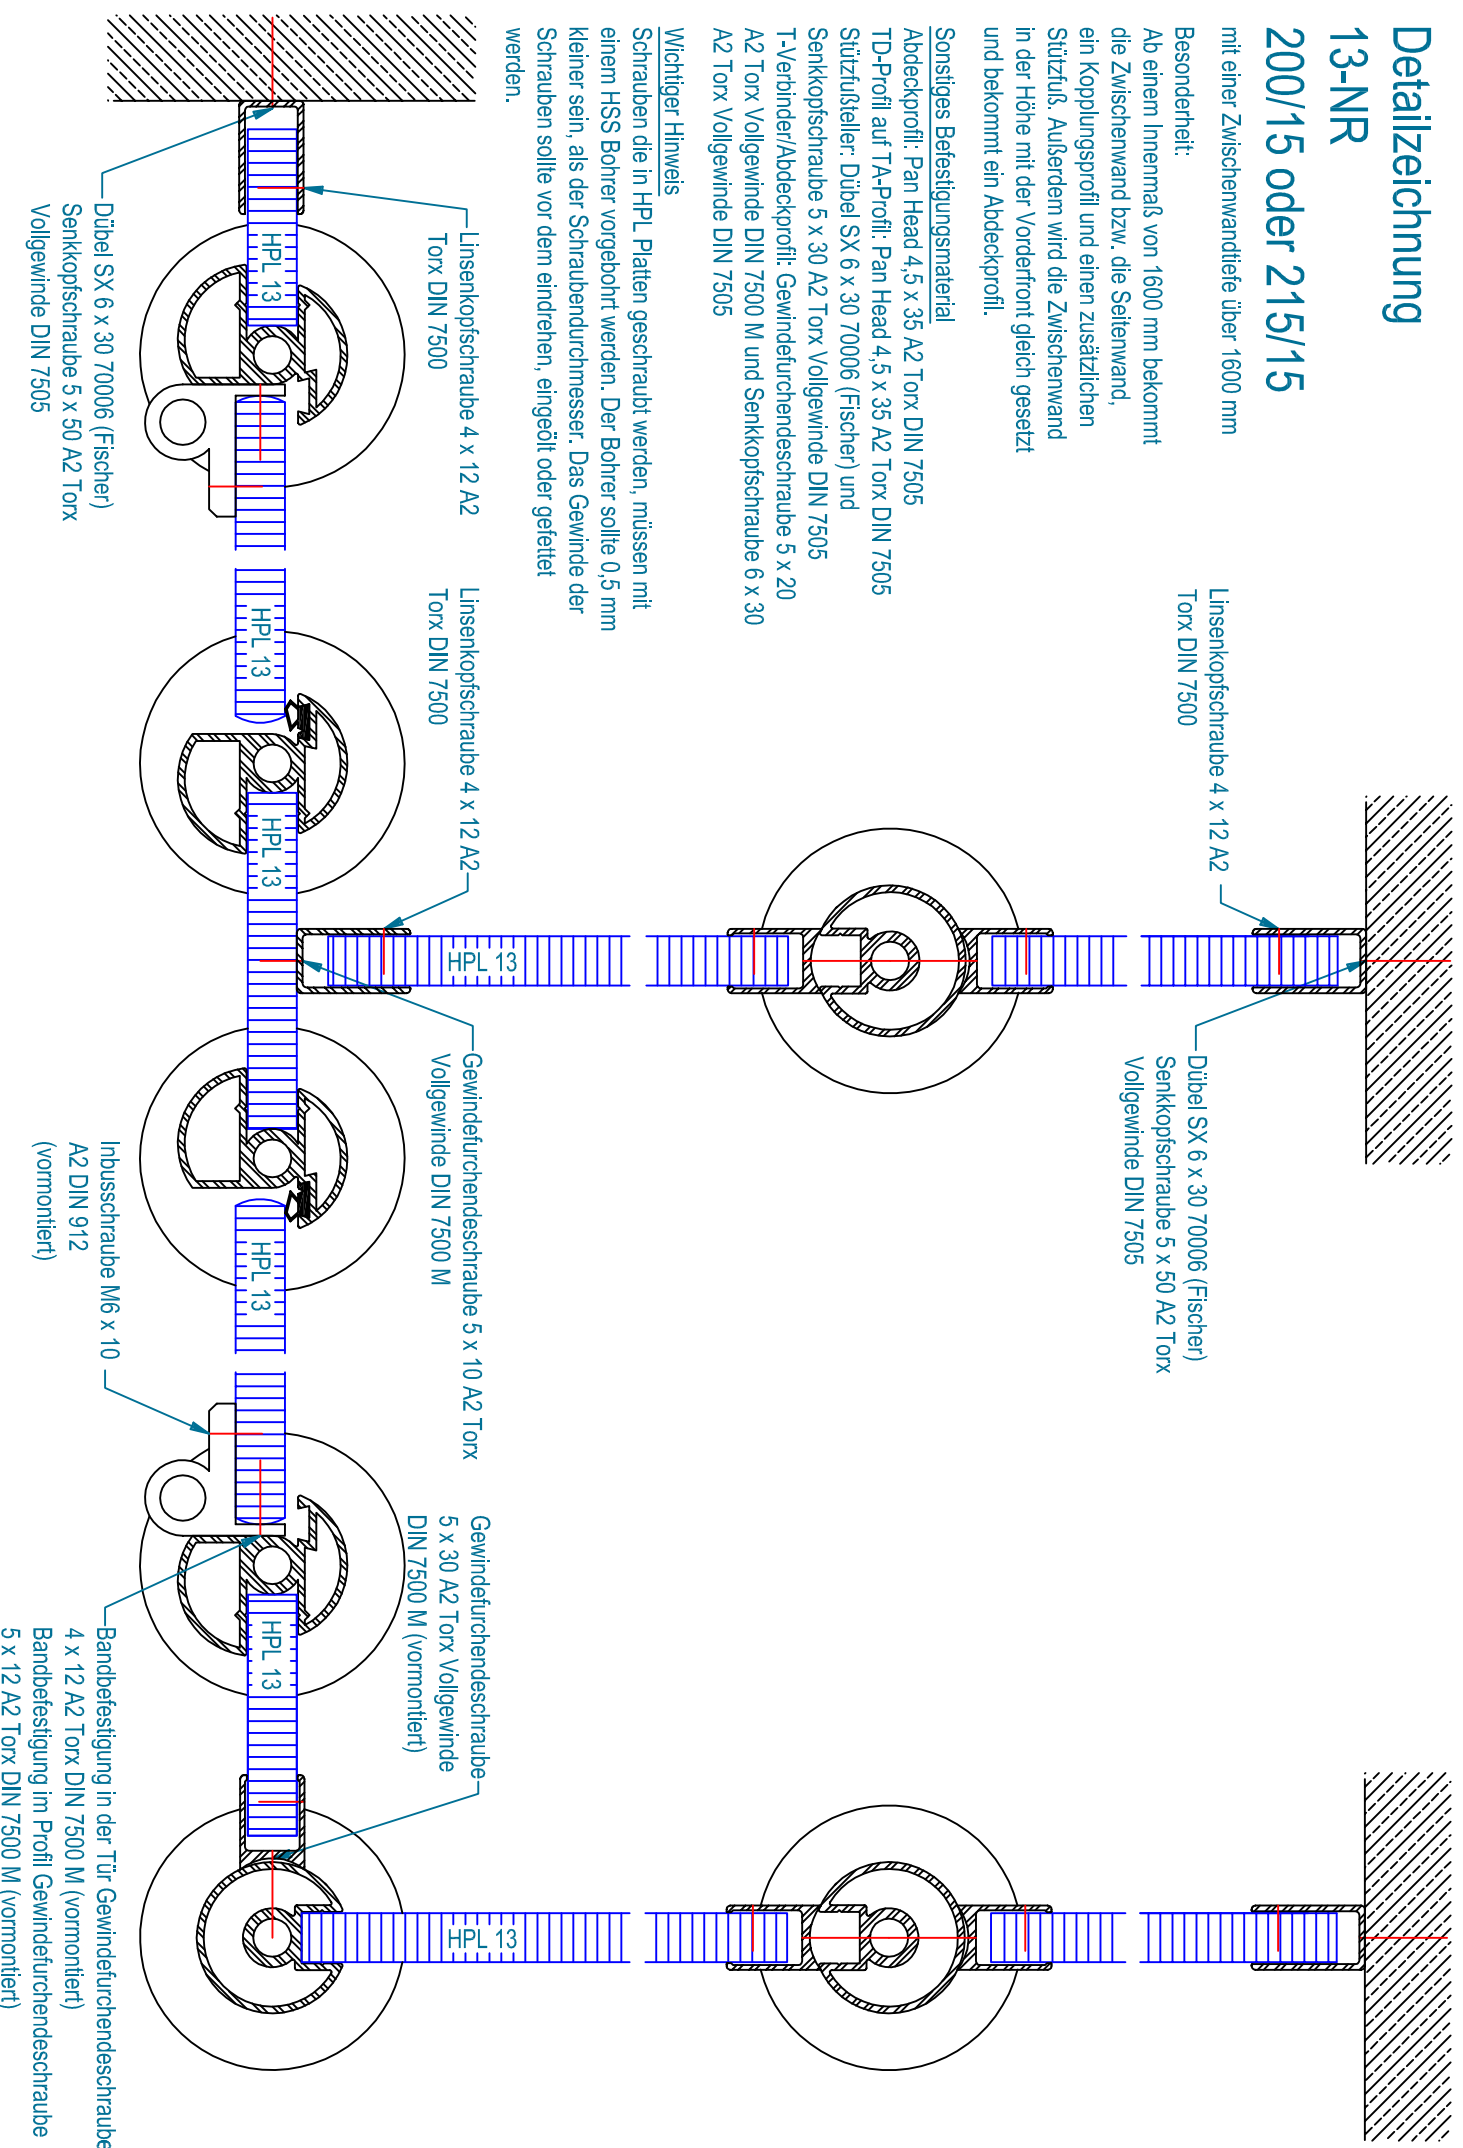 Detailzeichnung
13-NR
200/15 oder 215/15
mit einer Zwischenwandtiefe über 1600 mm
Besonderheit:
Ab einem Innenmaß von 1600 mm bekommt
die Zwischenwand bzw. die Seitenwand,
ein Kopplungsprofil und einen zusätzlichen
Stützfuß. Außerdem wird die Zwischenwand
in der Höhe mit der Vorderfront gleich gesetzt
und bekommt ein Abdeckprofil.
Sonstiges Befestigungsmaterial
Abdeckprofil: Pan Head 4,5 x 35 A2 Torx DIN 7505
TD-Profil auf TA-Profil: Pan Head 4,5 x 35 A2 Torx DIN 7505
Stützfußteller: Dübel SX 6 x 30 70006 (Fischer) und
Senkkopfschraube 5 x 30 A2 Torx Vollgewinde DIN 7505
T-Verbinder/Abdeckprofil: Gewindefurchendeschraube 5 x 20
A2 Torx Vollgewinde DIN 7500 M und Senkkopfschraube 6 x 30
A2 Torx Vollgewinde DIN 7505
Wichtiger Hinweis
Schrauben die in HPL Platten geschraubt werden, müssen mit
einem HSS Bohrer vorgebohrt werden. Der Bohrer sollte 0,5 mm
kleiner sein, als der Schraubendurchmesser. Das Gewinde der
Schrauben sollte vor dem eindrehen, eingeölt oder gefettet
werden.
Linsenkopfschraube 4 x 12 A2
Torx DIN 7500
Dübel SX 6 x 30 70006 (Fischer)
Senkkopfschraube 5 x 50 A2 Torx
Vollgewinde DIN 7505
Linsenkopfschraube 4 x 12 A2
Torx DIN 7500
Gewindefurchendeschraube 5 x 10 A2 Torx
Vollgewinde DIN 7500 M
Gewindefurchendeschraube
5 x 30 A2 Torx Vollgewinde
DIN 7500 M (vormontiert)
Linsenkopfschraube 4 x 12 A2
Torx DIN 7500
Dübel SX 6 x 30 70006 (Fischer)
Senkkopfschraube 5 x 50 A2 Torx
Vollgewinde DIN 7505
Inbusschraube M6 x 10
A2 DIN 912
(vormontiert)
Bandbefestigung in der Tür Gewindefurchendeschraube
4 x 12 A2 Torx DIN 7500 M (vormontiert)
Bandbefestigung im Profil Gewindefurchendeschraube
5 x 12 A2 Torx DIN 7500 M (vormontiert)
HPL 13
HPL 13
HPL 13
HPL 13
HPL 13
HPL 13
HPL 13